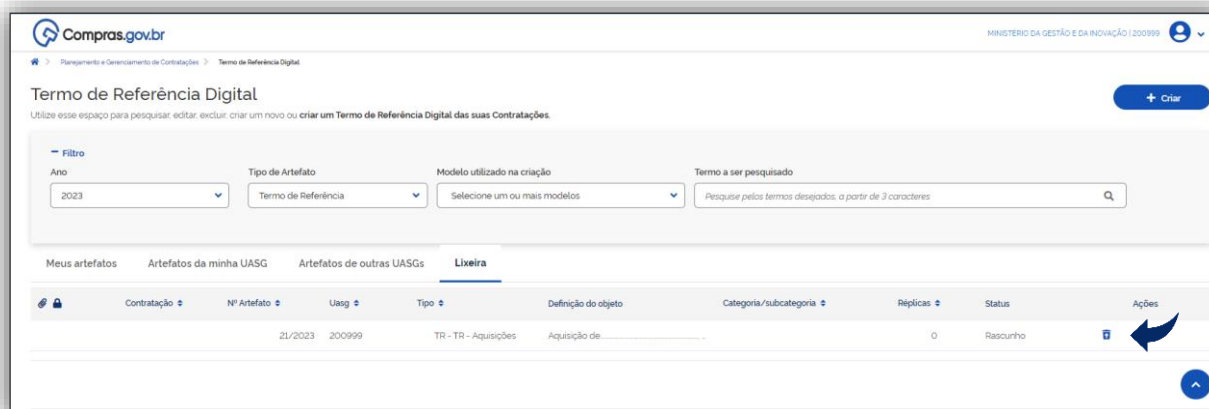 Compras.gov.br
MINISTÉRIO DA GESTÃO E DA INOVAÇÃO | 200999
Planejamento e Gerenciamento de Contratações > Termo de Referência Digital
Termo de Referência Digital
+ Criar
Utilize esse espaço para pesquisar, editar, excluir, criar um novo ou criar um Termo de Referência Digital das suas Contratações.
Filtro
Ano Tipo de Artefato Modelo utilizado na criação Termo a ser pesquisado
2023 Termo de Referência Selecione um ou mais modelos Pesquise pelos termos desejados, a partir de 3 caracteres
Meus artefatos Artefatos da minha UASG Artefatos de outras UASGs Lixeira
Contratação Nº Artefato Uasg Tipo Definição do objeto Categoria/subcategoria Réplicas Status Ações
21/2023 200999 TR - TR - Aquisições Aquisição de 0 Rascunho